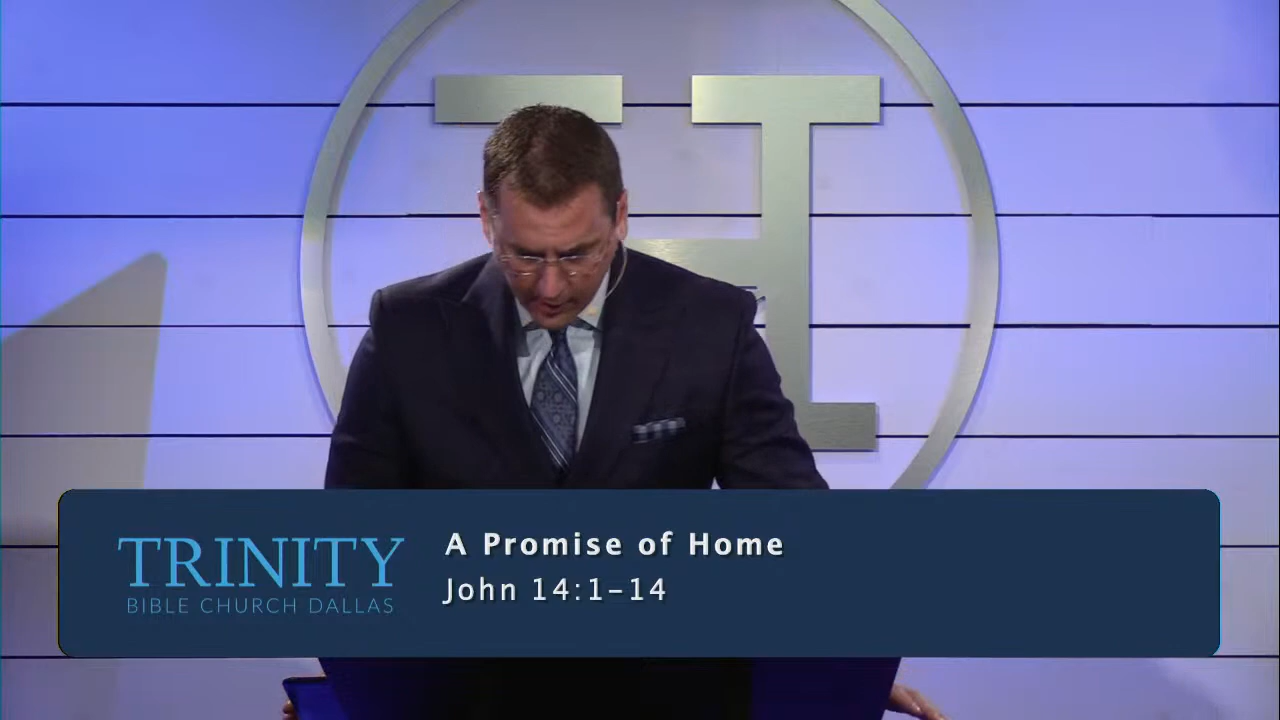 H
TRINITY
BIBLE CHURCH DALLAS
A Promise of Home
John 14:1–14